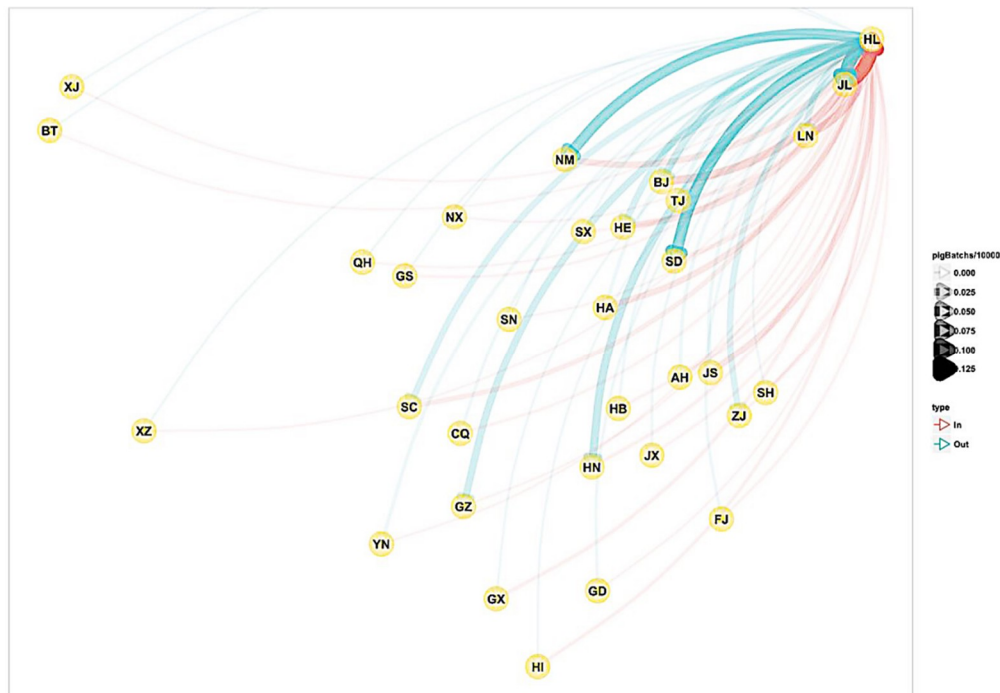 HL
XJ
JL
BT
LN
NM
BJ
TJ
NX
HE
SX
QH
SD
GS
HA
SN
JS
AH
SH
SC
HB
ZJ
XZ
CQ
JX
HN
GZ
FJ
YN
GD
GX
HI
pigBatchs/10000
0.000
0.025
0.050
0.075
0.100
.125
type
In
Out